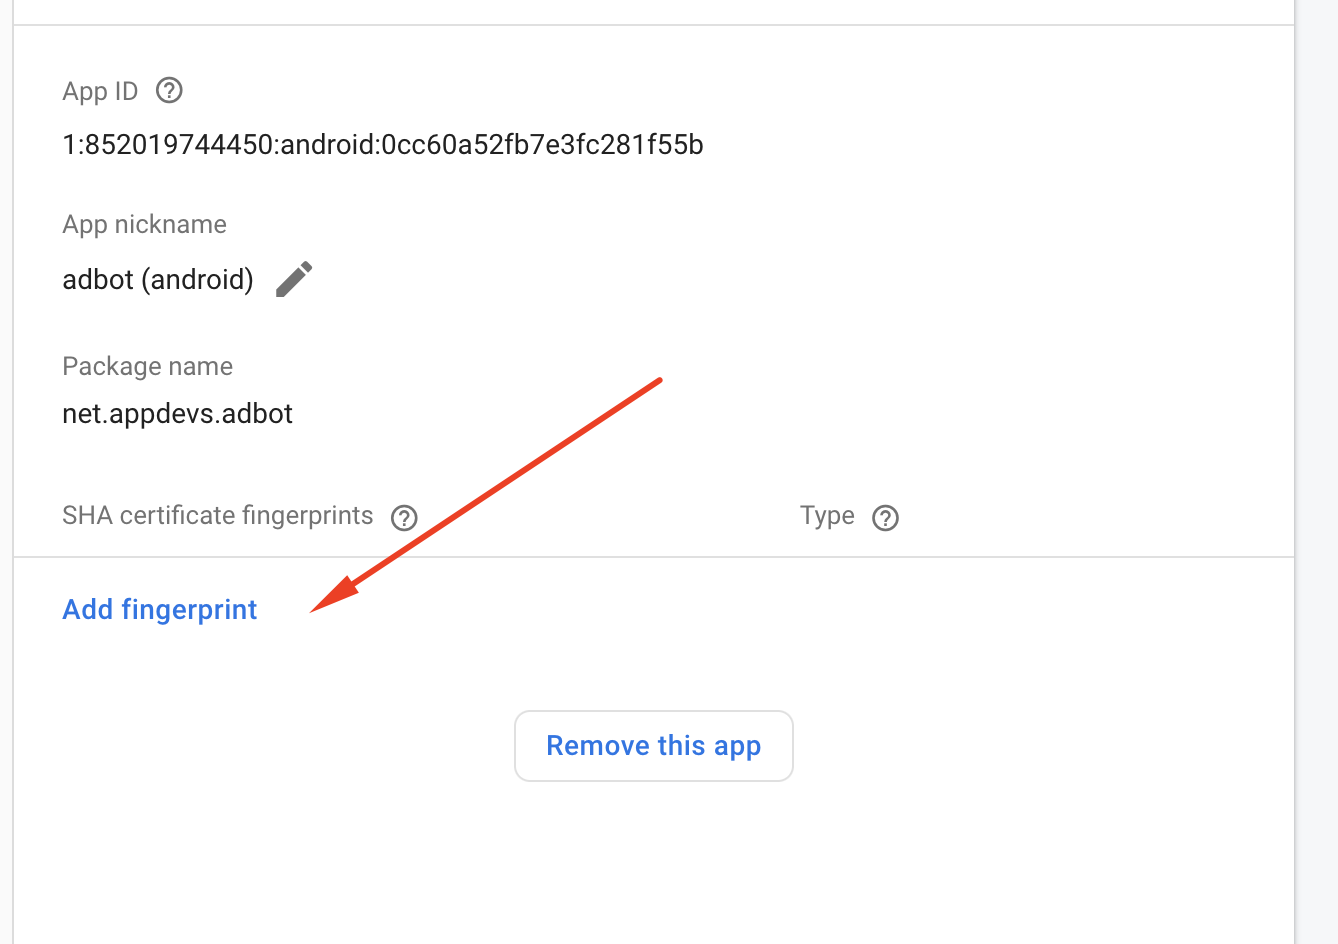 App ID
1:852019744450:android:0cc60a52fb7e3fc281f55b
App nickname
adbot (android)
Package name
net.appdevs.adbot
SHA certificate fingerprints Type
Add fingerprint
Remove this app